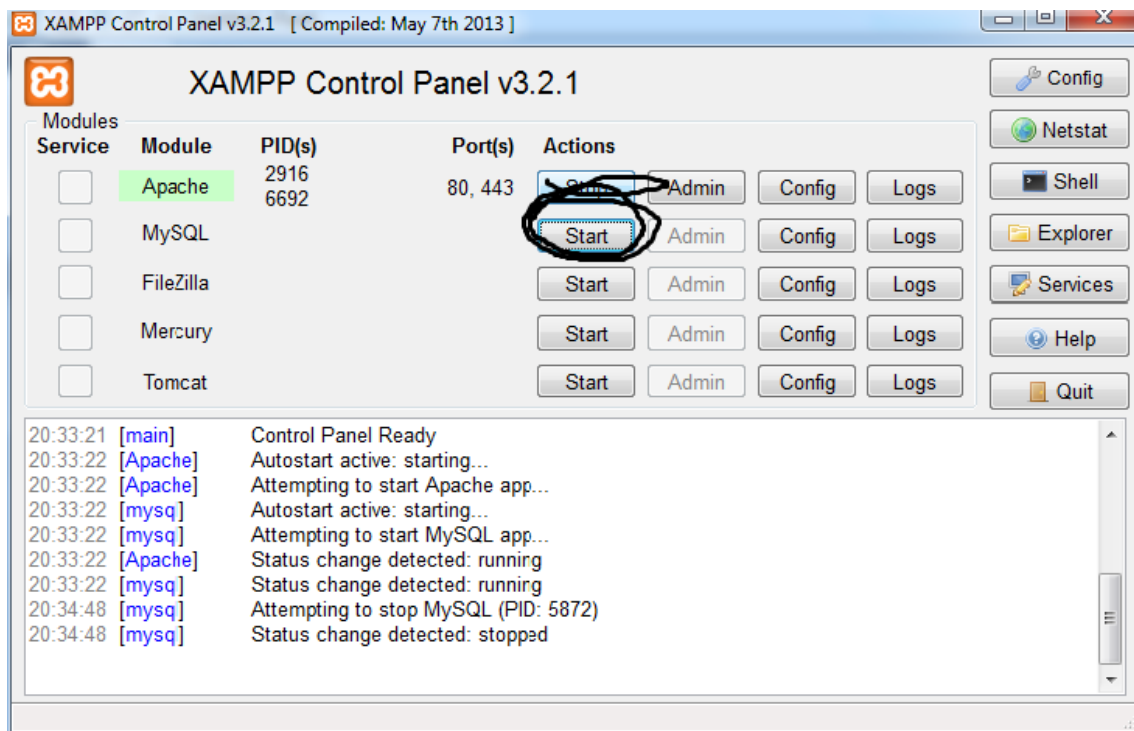 XAMPP Control Panel v3.2.1 [ Compiled: May 7th 2013 ]
XAMPP Control Panel v3.2.1
Config
Modules
Netstat
Service Module PID(s) Port(s) Actions
Apache 2916 6692 80, 443 Stop Admin Config Logs
Shell
MySQL Start Admin Config Logs
Explorer
FileZilla Start Admin Config Logs
Services
Mercury Start Admin Config Logs
Help
Tomcat Start Admin Config Logs
Quit
20:33:21 [main] Control Panel Ready
20:33:22 [Apache] Autostart active: starting...
20:33:22 [Apache] Attempting to start Apache app...
20:33:22 [mysql] Autostart active: starting...
20:33:22 [mysql] Attempting to start MySQL app...
20:33:22 [Apache] Status change detected: running
20:33:22 [mysql] Status change detected: running
20:34:48 [mysql] Attempting to stop MySQL (PID: 5872)
20:34:48 [mysql] Status change detected: stopped